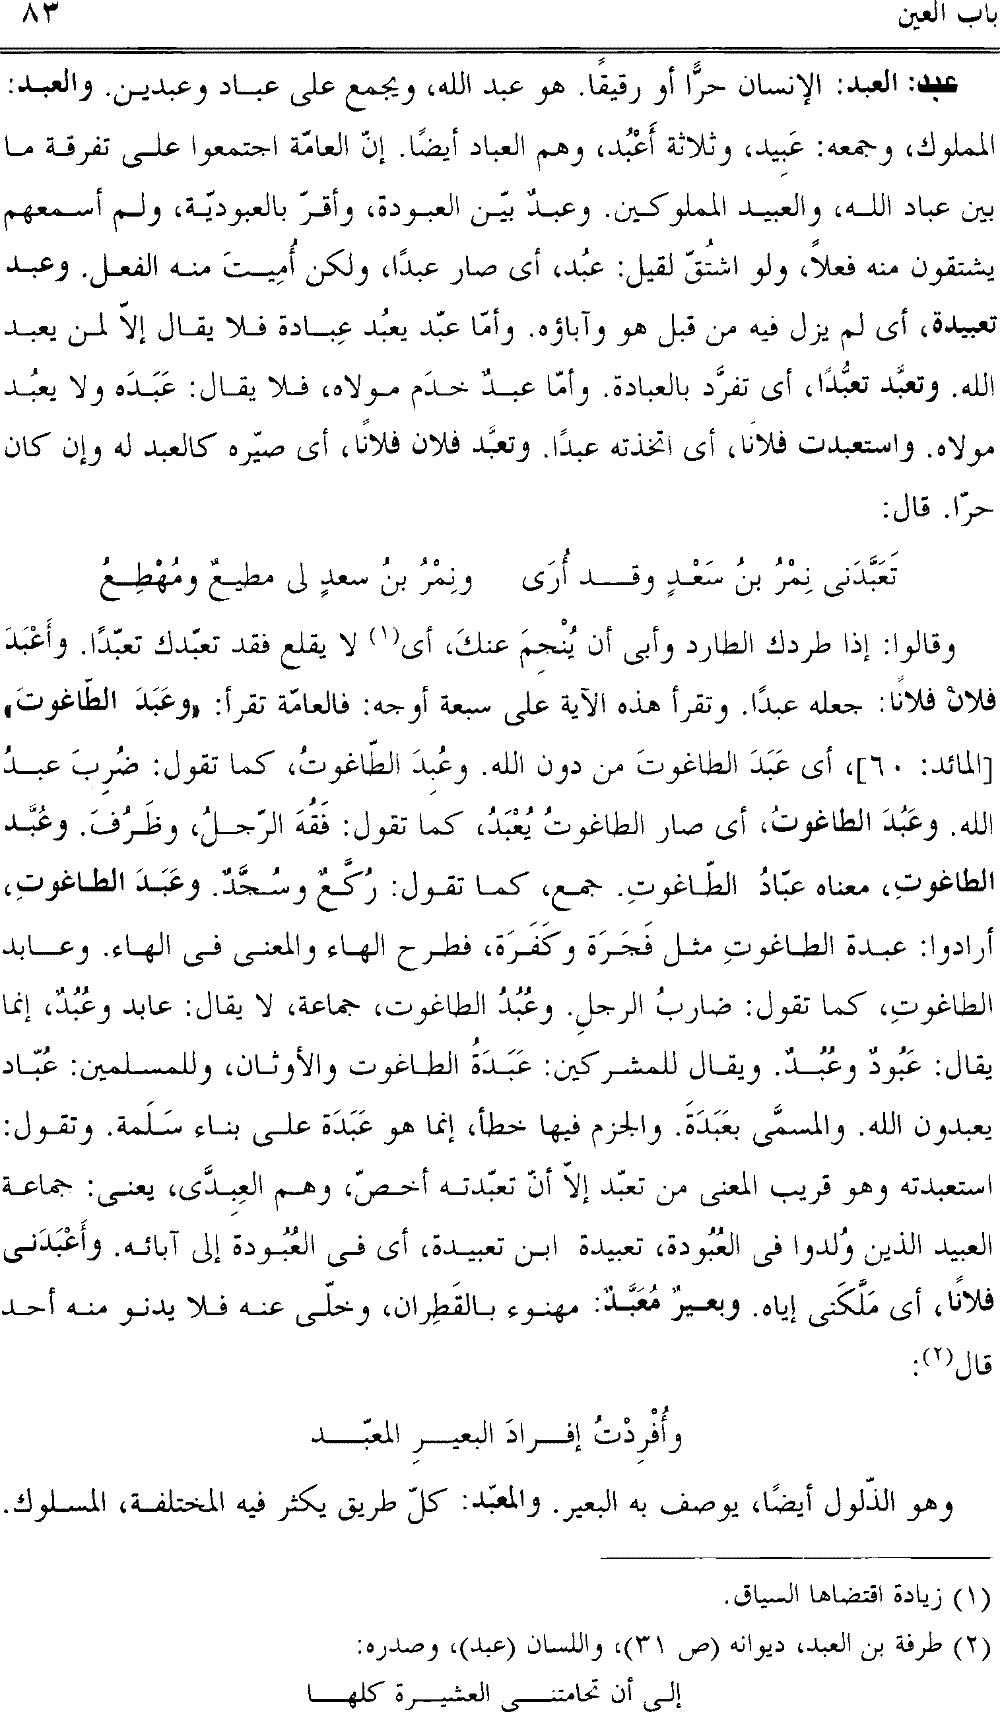 باب العين ٨٣
عبد: العبد: الإنسان حرًّا أو رقيقًا. هو عبد الله، ويجمع على عباد وعبدين. والعبد:
المملوك، وجمعه: عَبِيد، وثلاثة أَعْبُد، وهم العباد أيضًا. إنّ العامّة اجتمعوا على تفرقة ما
بين عباد الله، والعبيد المملوكين. وعبدٌ بيّن العبودة، وأقرّ بالعبوديّة، ولم أسمعهم
يشتقون منه فعلاً، ولو اشتُقّ لقيل: عبُد، أى صار عبدًا، ولكن أُمِيتَ منه الفعل. وعبد
تعبيدة، أى لم يزل فيه من قبل هو وآباؤه. وأمّا عبّد يعبُد عِبادة فلا يقال إلاّ لمن يعبد
الله. وتعبَّد تعبُّدًا، أى تفرَّد بالعبادة. وأمّا عبدٌ خدَم مولاه، فلا يقال: عَبَدَه ولا يعبُد
مولاه. واستعبدت فلانًا، أى اتخذته عبدًا. وتعبَّد فلان فلانًا، أى صيّره كالعبد له وإن كان
حرّا. قال:
تَعَبَّدَنى نِمْرُ بنُ سَعْدٍ وقد أُرَى ونِمْرُ بنُ سعدٍ لى مطيعٌ ومُهْطِعُ
وقالوا: إذا طردك الطارد وأبى أن يُنْجِمَ عنكَ، أى(١) لا يقلع فقد تعبّدك تعبّدًا. وأَعْبَدَ
فلانْ فلانًا: جعله عبدًا. وتقرأ هذه الآية على سبعة أوجه: فالعامّة تقرأ: ﴿وعَبَدَ الطّاغوتَ﴾
[المائد: ٦٠]، أى عَبَدَ الطاغوتَ من دون الله. وعُبِدَ الطّاغوتُ، كما تقول: ضُرِبَ عبدُ
الله. وعَبُدَ الطاغوتُ، أى صار الطاغوتُ يُعْبَدُ، كما تقول: فَقُهَ الرّجلُ، وظَرُفَ. وعُبَّد
الطاغوتِ، معناه عبّادُ الطّاغوتِ. جمع، كما تقول: رُكَّعٌ وسُجَّدٌ. وعَبَدَ الطاغوتِ،
أرادوا: عبدة الطاغوتِ مثل فَجَرَة وكَفَرَة، فطرح الهاء والمعنى فى الهاء. وعابد
الطاغوتِ، كما تقول: ضاربُ الرجلِ. وعُبُدُ الطاغوت، جماعة، لا يقال: عابد وعُبُدٌ، إنما
يقال: عَبُودٌ وعُبُدٌ. ويقال للمشركين: عَبَدَةُ الطاغوت والأوثان، وللمسلمين: عُبّاد
يعبدون الله. والمسمَّى بعَبَدَةَ. والجزم فيها خطأ، إنما هو عَبَدَة على بناء سَلَمة. وتقول:
استعبدته وهو قريب المعنى من تعبّد إلاّ أنّ تعبّدته أخصّ، وهم العِبِدَّى، يعنى: جماعة
العبيد الذين وُلدوا فى العُبُودة، تعبيدة ابن تعبيدة، أى فى العُبُودة إلى آبائه. وأَعْبَدَنى
فلانًا، أى مَلَّكَنى إياه. وبعيرٌ مُعَبَّدٌ: مهنوء بالقَطِران، وخلّى عنه فلا يدنو منه أحد
قال(٢):
وأُفْرِدْتُ إفرادَ البعيرِ المعبّد
وهو الذّلول أيضًا، يوصف به البعير. والمعبّد: كلّ طريق يكثر فيه المختلفة، المسلوك.
(١) زيادة اقتضاها السياق.
(٢) طرفة بن العبد، ديوانه (ص ٣١)، واللسان (عبد)، وصدره:
إلى أن تحامتنى العشيرة كلها